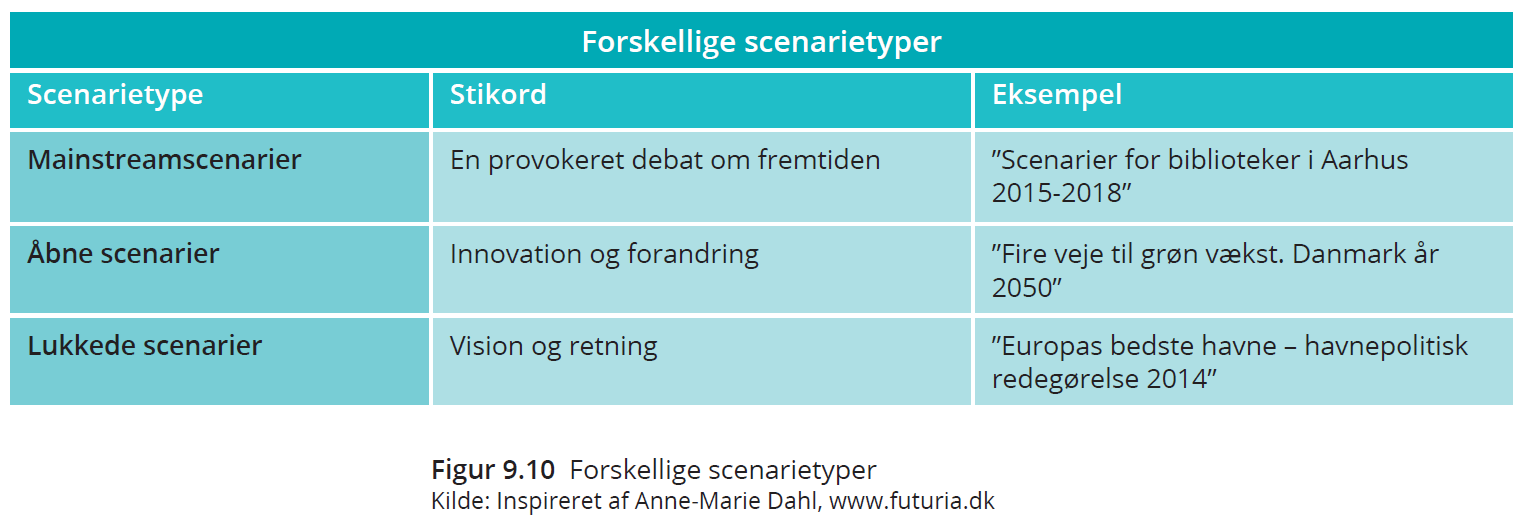 Forskellige scenarietyper
Scenarietype Stikord Eksempel
Mainstreamscenarier En provokeret debat om fremtiden ”Scenarier for biblioteker i Aarhus
2015-2018”
Åbne scenarier Innovation og forandring ”Fire veje til grøn vækst. Danmark år
2050”
Lukkede scenarier Vision og retning ”Europas bedste havne – havnepolitisk
redegørelse 2014”
Figur 9.10 Forskellige scenarietyper
Kilde: Inspireret af Anne-Marie Dahl, www.futuria.dk